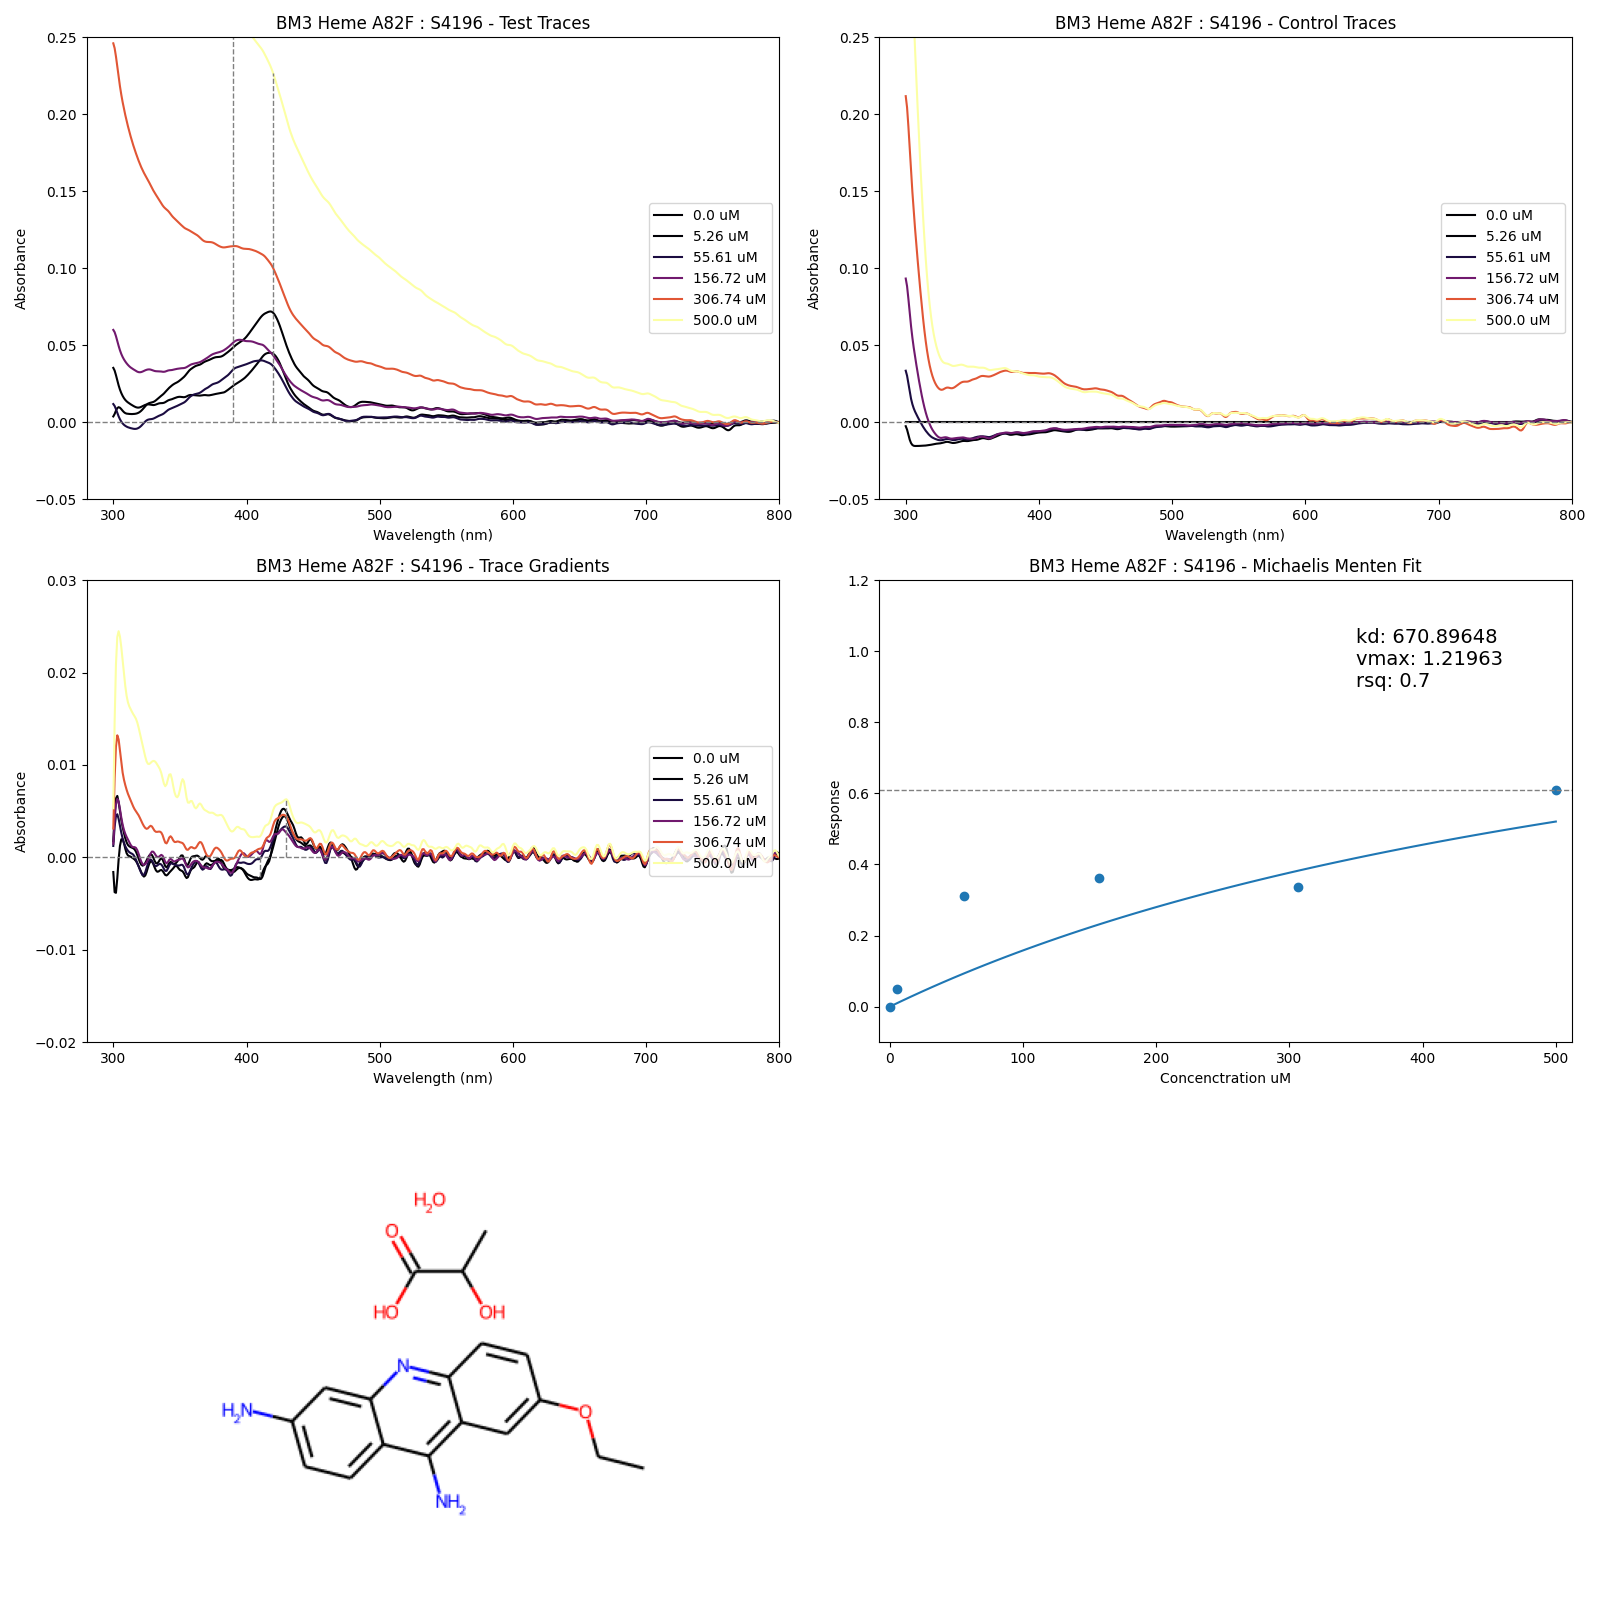 BM3 Heme A82F : S4196 - Test Traces
0.25
0.20
0.15
0.10
0.05
0.00
−0.05
Absorbance
300 400 500 600 700 800
Wavelength (nm)
0.0 uM
5.26 uM
55.61 uM
156.72 uM
306.74 uM
500.0 uM
BM3 Heme A82F : S4196 - Control Traces
0.25
0.20
0.15
0.10
0.05
0.00
−0.05
Absorbance
300 400 500 600 700 800
Wavelength (nm)
0.0 uM
5.26 uM
55.61 uM
156.72 uM
306.74 uM
500.0 uM
BM3 Heme A82F : S4196 - Trace Gradients
0.03
0.02
0.01
0.00
−0.01
−0.02
Absorbance
300 400 500 600 700 800
Wavelength (nm)
0.0 uM
5.26 uM
55.61 uM
156.72 uM
306.74 uM
500.0 uM
BM3 Heme A82F : S4196 - Michaelis Menten Fit
1.2
1.0
0.8
0.6
0.4
0.2
0.0
Response
0 100 200 300 400 500
Concenctration uM
kd: 670.89648
vmax: 1.21963
rsq: 0.7
H2O
O
HO
OH
N
H2N
O
NH2